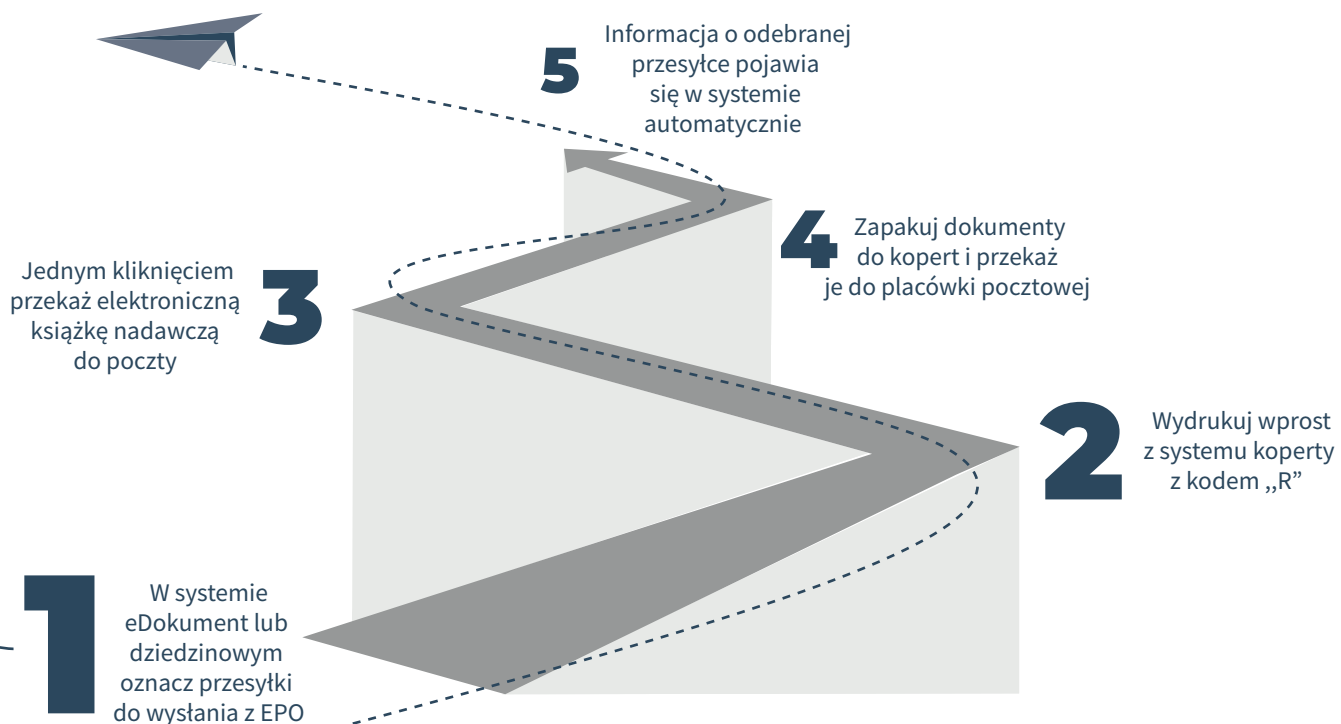 5
Informacja o odebranej
przesyłce pojawia
się w systemie
automatycznie
4
Zapakuj dokumenty
do kopert i przekaż
je do placówki pocztowej
3
Jednym kliknięciem
przekaż elektroniczną
książkę nadawczą
do poczty
2
Wydrukuj wprost
z systemu koperty
z kodem ,,R”
1
W systemie
eDokument lub
dziedzinowym
oznacz przesyłki
do wysłania z EPO